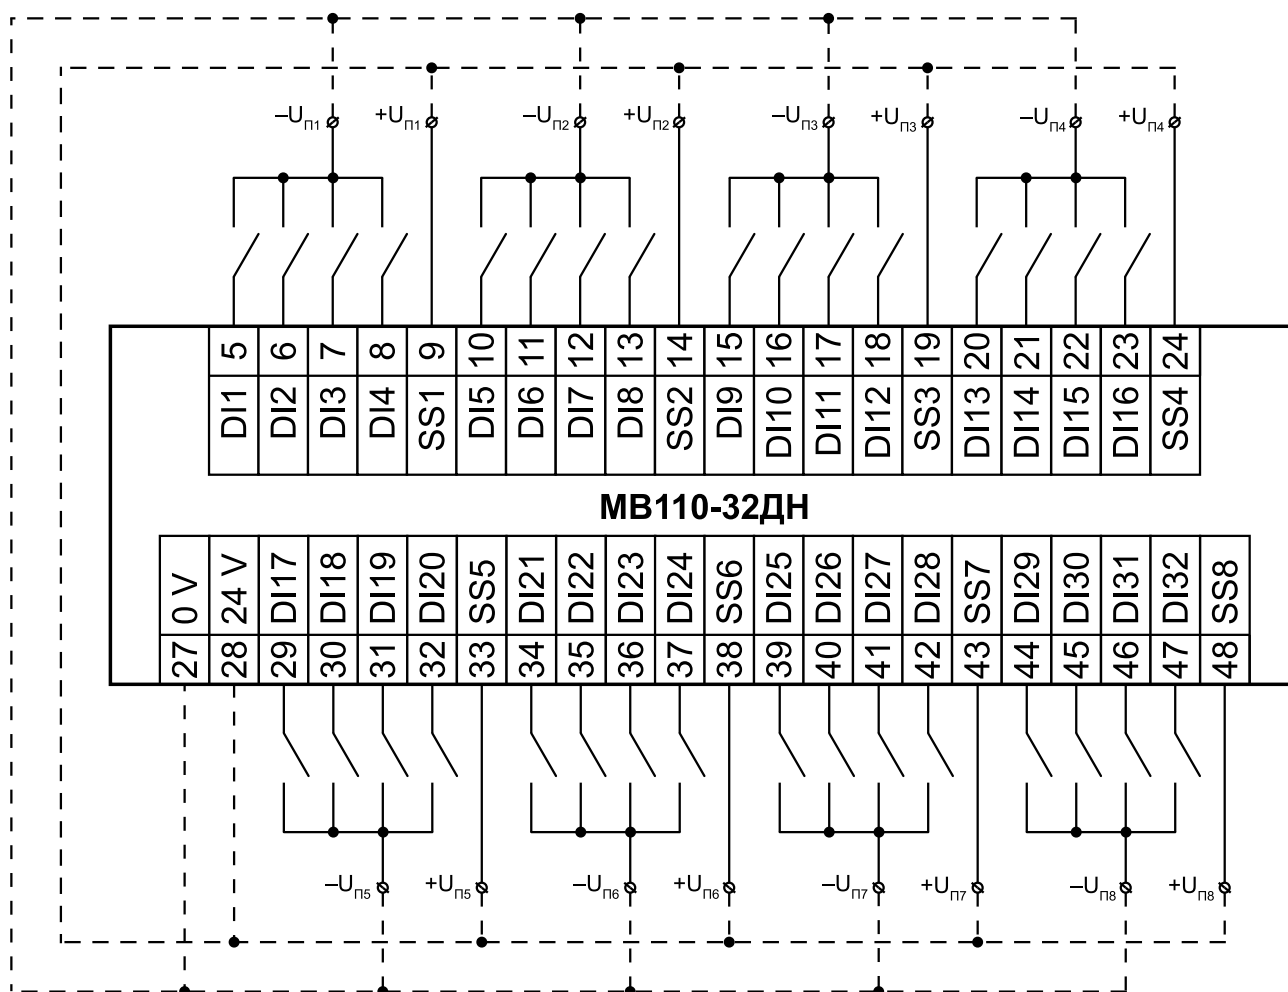 –UП1 +UП1 –UП2 +UП2 –UП3 +UП3 –UП4 +UП4
5 6 7 8 9 10 11 12 13 14 15 16 17 18 19 20 21 22 23 24
DI1 DI2 DI3 DI4 SS1 DI5 DI6 DI7 DI8 SS2 DI9 DI10 DI11 DI12 SS3 DI13 DI14 DI15 DI16 SS4
МВ110-32ДН
0 V 24 V DI17 DI18 DI19 DI20 SS5 DI21 DI22 DI23 DI24 SS6 DI25 DI26 DI27 DI28 SS7 DI29 DI30 DI31 DI32 SS8
27 28 29 30 31 32 33 34 35 36 37 38 39 40 41 42 43 44 45 46 47 48
–UП5 +UП5 –UП6 +UП6 –UП7 +UП7 –UП8 +UП8